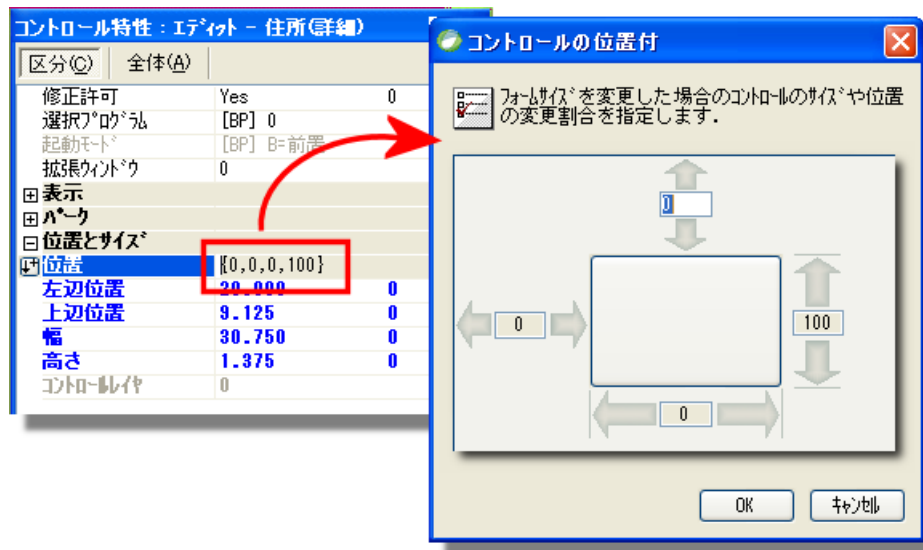 コントロール特性：エディット - 住所(詳細)
区分(C) 全体(A)
修正許可 Yes 0
選択プログラム [BP] 0
起動モード [BP] B=前置
拡張ウィンドウ 0
表示
パーク
位置とサイズ
位置 {0,0,0,100}
左辺位置 20.000 0
上辺位置 9.125 0
幅 30.750 0
高さ 1.375 0
コントロールレイヤ 0
コントロールの位置付
フォームサイズを変更した場合のコントロールのサイズや位置
の変更割合を指定します.
0
0
100
0
OK キャンセル